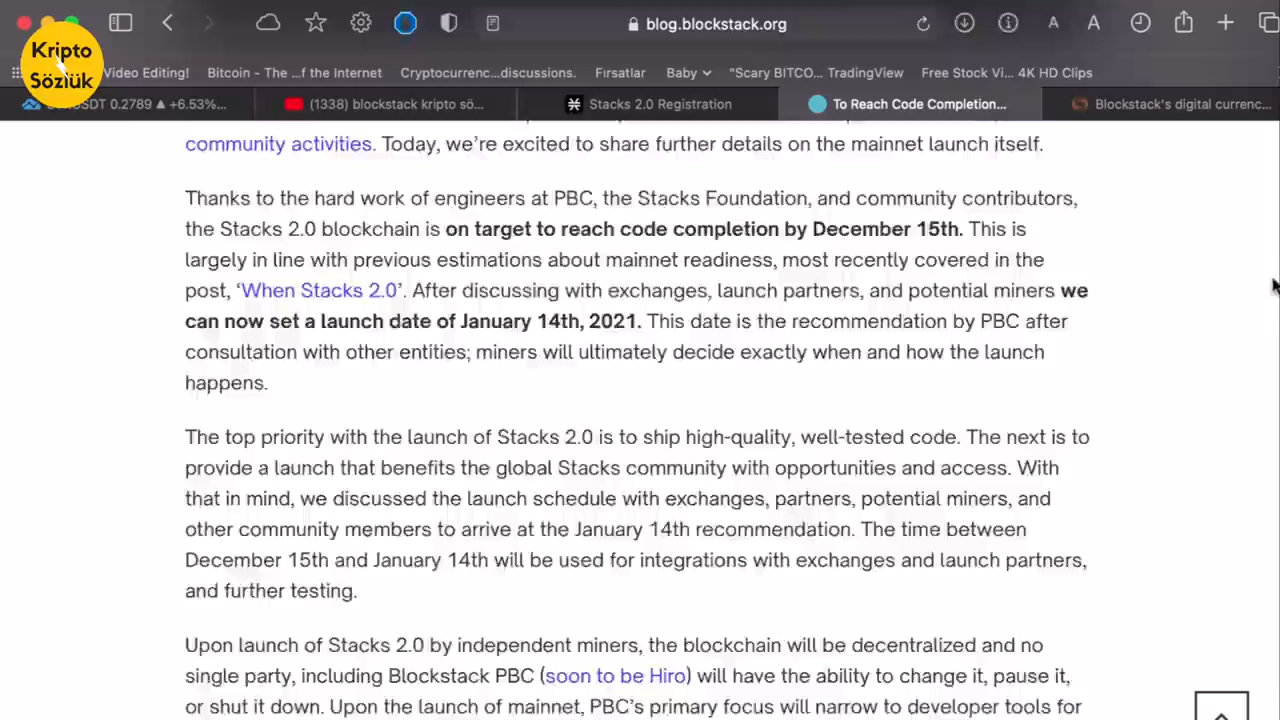 blog.blockstack.org
A A
Kripto
Sözlük
Video Editing!
Bitcoin - The ...f the Internet
Cryptocurrenc...discussions.
Fırsatlar
Baby
"Scary BITCO... TradingView
Free Stock Vi... 4K HD Clips
USDT 0.2789 ▲ +6.53%...
(1338) blockstack kripto sö...
Stacks 2.0 Registration
To Reach Code Completion...
Blockstack's digital currenc...
community activities. Today, we're excited to share further details on the mainnet launch itself.
Thanks to the hard work of engineers at PBC, the Stacks Foundation, and community contributors,
the Stacks 2.0 blockchain is on target to reach code completion by December 15th. This is
largely in line with previous estimations about mainnet readiness, most recently covered in the
post, ‘When Stacks 2.0’. After discussing with exchanges, launch partners, and potential miners we
can now set a launch date of January 14th, 2021. This date is the recommendation by PBC after
consultation with other entities; miners will ultimately decide exactly when and how the launch
happens.
The top priority with the launch of Stacks 2.0 is to ship high-quality, well-tested code. The next is to
provide a launch that benefits the global Stacks community with opportunities and access. With
that in mind, we discussed the launch schedule with exchanges, partners, potential miners, and
other community members to arrive at the January 14th recommendation. The time between
December 15th and January 14th will be used for integrations with exchanges and launch partners,
and further testing.
Upon launch of Stacks 2.0 by independent miners, the blockchain will be decentralized and no
single party, including Blockstack PBC (soon to be Hiro) will have the ability to change it, pause it,
or shut it down. Upon the launch of mainnet, PBC's primary focus will narrow to developer tools for